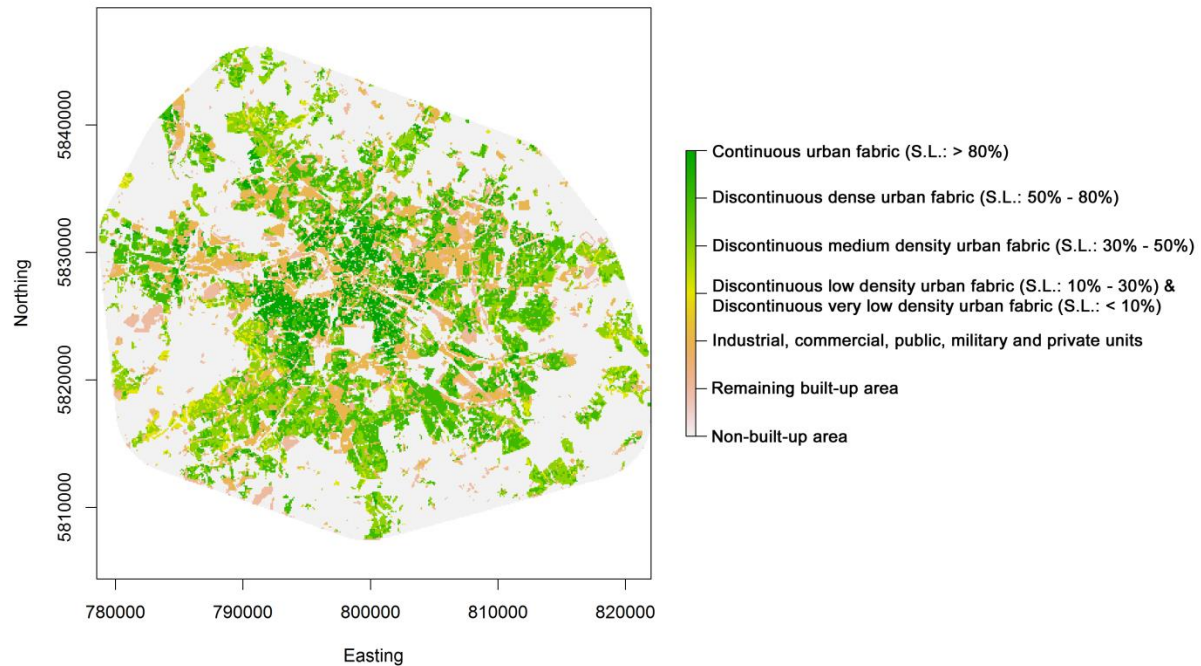 5840000
5830000
5820000
5810000
Northing
780000 790000 800000 810000 820000
Easting
Continuous urban fabric (S.L.: > 80%)
Discontinuous dense urban fabric (S.L.: 50% - 80%)
Discontinuous medium density urban fabric (S.L.: 30% - 50%)
Discontinuous low density urban fabric (S.L.: 10% - 30%) &
Discontinuous very low density urban fabric (S.L.: < 10%)
Industrial, commercial, public, military and private units
Remaining built-up area
Non-built-up area